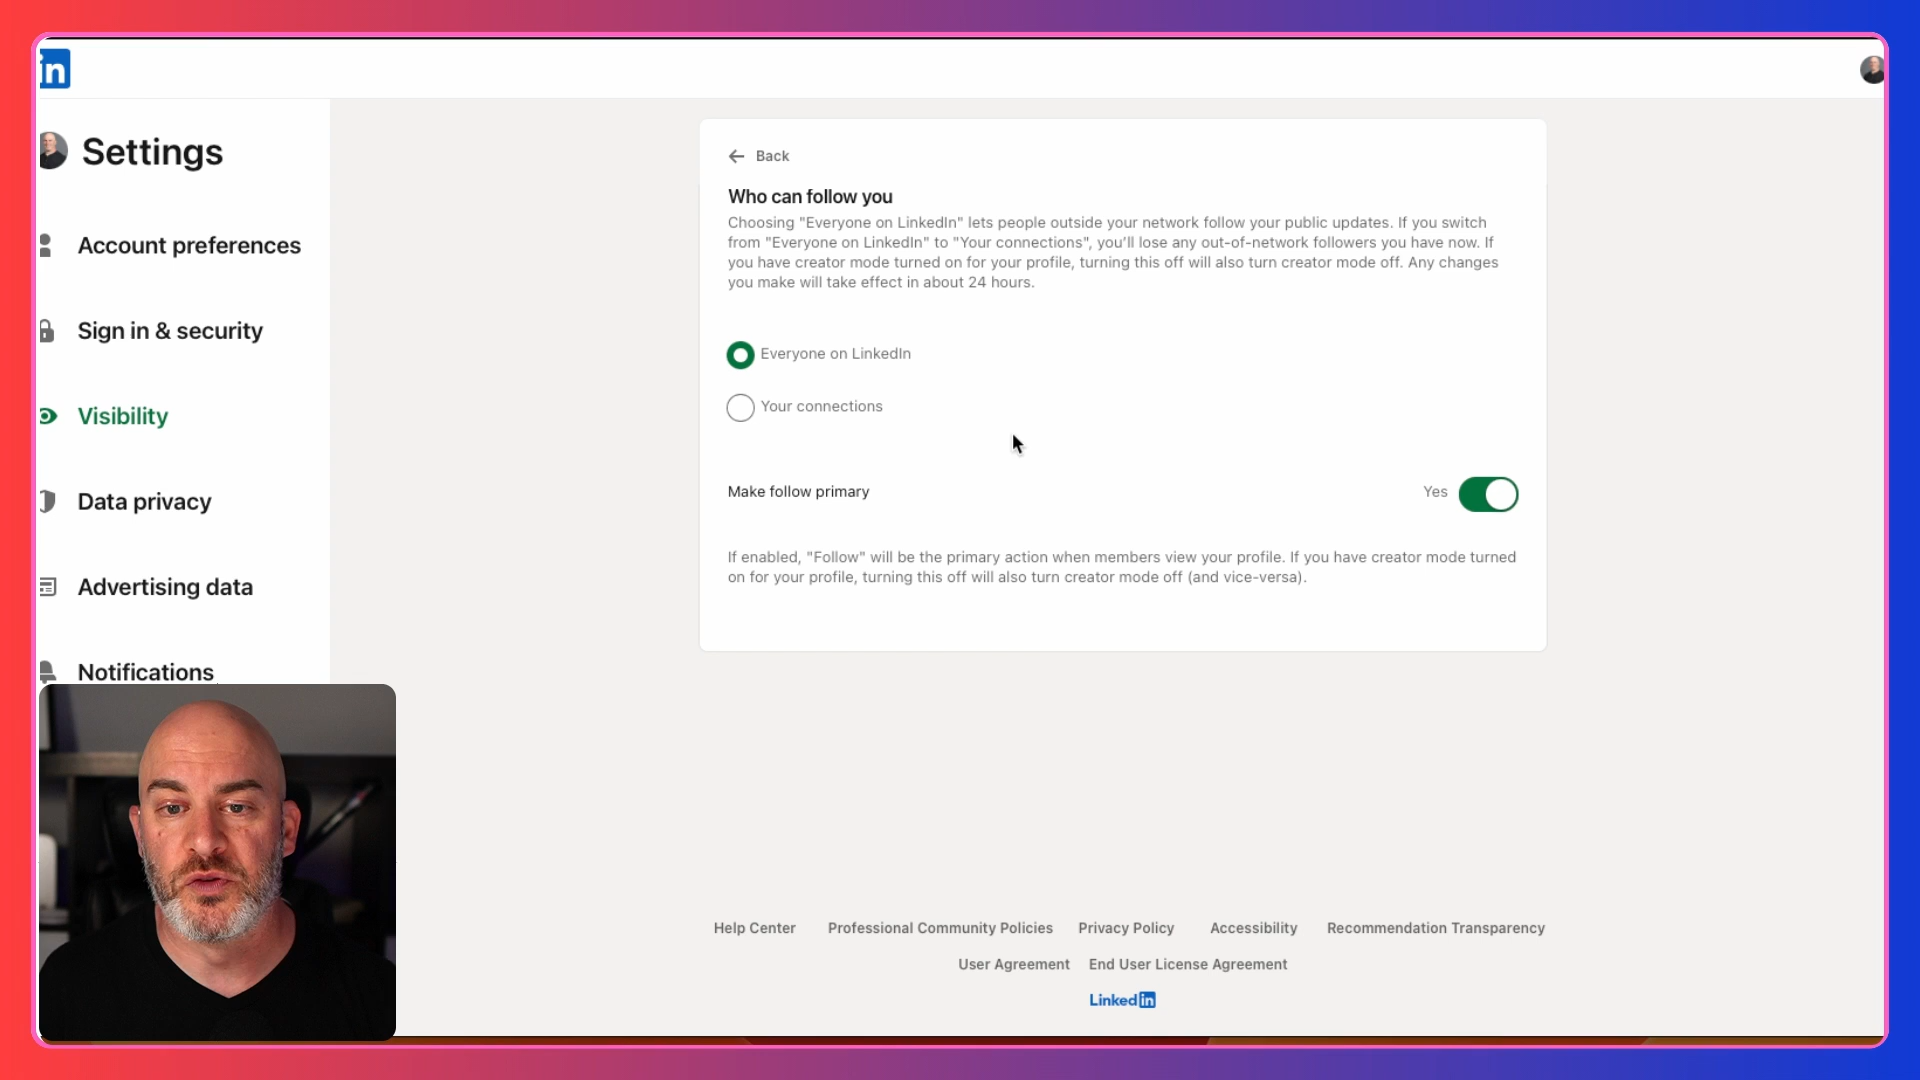 in
Settings
Account preferences
Sign in & security
Visibility
Data privacy
Advertising data
Notifications
Back
Who can follow you
Choosing "Everyone on LinkedIn" lets people outside your network follow your public updates. If you switch
from "Everyone on LinkedIn" to "Your connections", you'll lose any out-of-network followers you have now. If
you have creator mode turned on for your profile, turning this off will also turn creator mode off. Any changes
you make will take effect in about 24 hours.
Everyone on LinkedIn
Your connections
Make follow primary Yes
If enabled, "Follow" will be the primary action when members view your profile. If you have creator mode turned
on for your profile, turning this off will also turn creator mode off (and vice-versa).
Help Center Professional Community Policies Privacy Policy Accessibility Recommendation Transparency
User Agreement End User License Agreement
LinkedIn